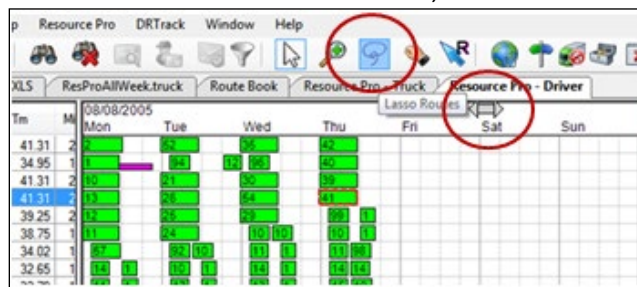 p Resource Pro DRTrack Window Help
XLS ResProAllWeek.truck Route Book Resource Pro - Truck Resource Pro - Driver
Lasso Routes
08/08/2005
Tm Mi Mon Tue Wed Thu Fri Sat Sun
41.31 2 2 52 36 42
34.95 1 1 94 12 96 40
41.31 2 10 21 30 39
41.31 2 13 26 54 41
39.25 2 12 25 29 99 1
38.75 1 11 24 10 10 10 1
34.02 1 67 92 10 11 1 11 98
32.65 1 14 1 10 1 14 1 14 14